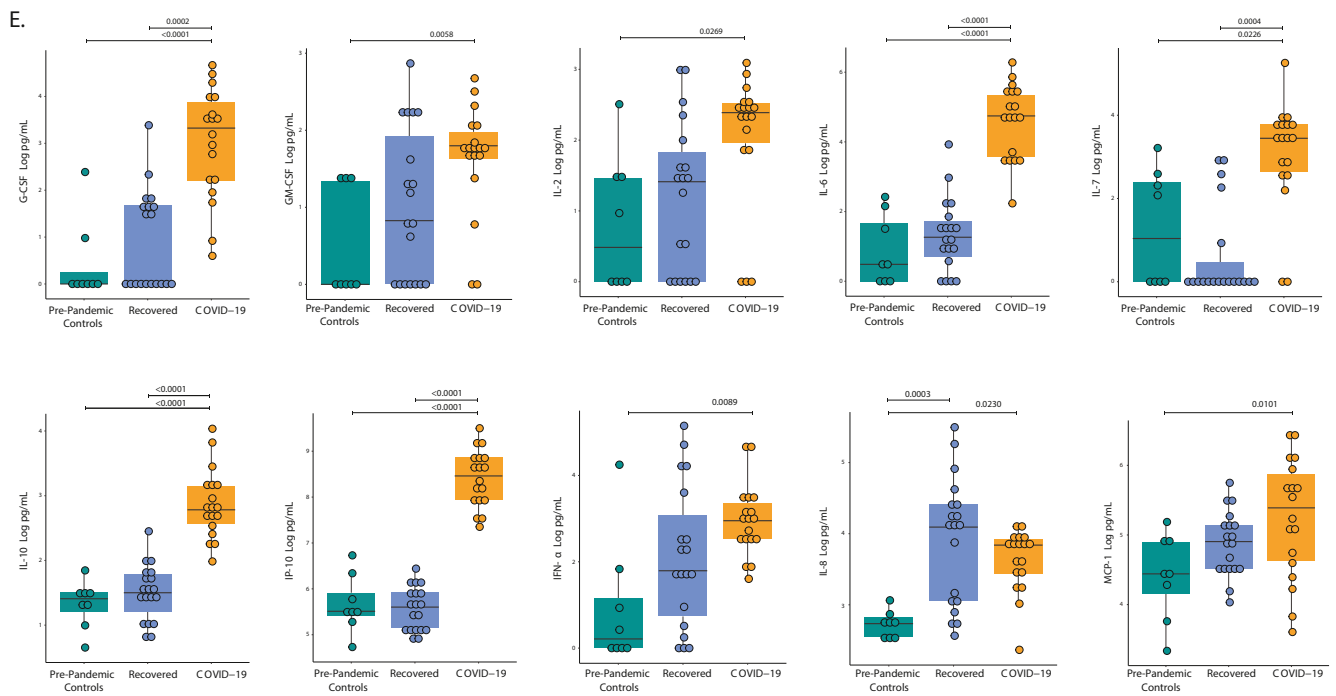 E.
0.0002
<0.0001
G-CSF Log pg/mL
4
3
2
1
0
Pre-Pandemic Controls
Recovered
COVID–19
0.0058
GM-CSF Log pg/mL
3
2
1
0
Pre-Pandemic Controls
Recovered
COVID–19
0.0269
IL-2 Log pg/mL
3
2
1
0
Pre-Pandemic Controls
Recovered
COVID–19
<0.0001
<0.0001
IL-6 Log pg/mL
6
4
2
0
Pre-Pandemic Controls
Recovered
COVID–19
0.0004
0.0226
IL-7 Log pg/mL
4
2
0
Pre-Pandemic Controls
Recovered
COVID–19
<0.0001
<0.0001
IL-10 Log pg/mL
4
3
2
1
Pre-Pandemic Controls
Recovered
COVID–19
<0.0001
<0.0001
IP-10 Log pg/mL
9
8
7
6
5
Pre-Pandemic Controls
Recovered
COVID–19
0.0089
IFN- α Log pg/mL
4
2
0
Pre-Pandemic Controls
Recovered
COVID–19
0.0003
0.0230
IL-8 Log pg/mL
5
4
3
Pre-Pandemic Controls
Recovered
COVID–19
0.0101
MCP-1 Log pg/mL
6
5
4
Pre-Pandemic Controls
Recovered
COVID–19